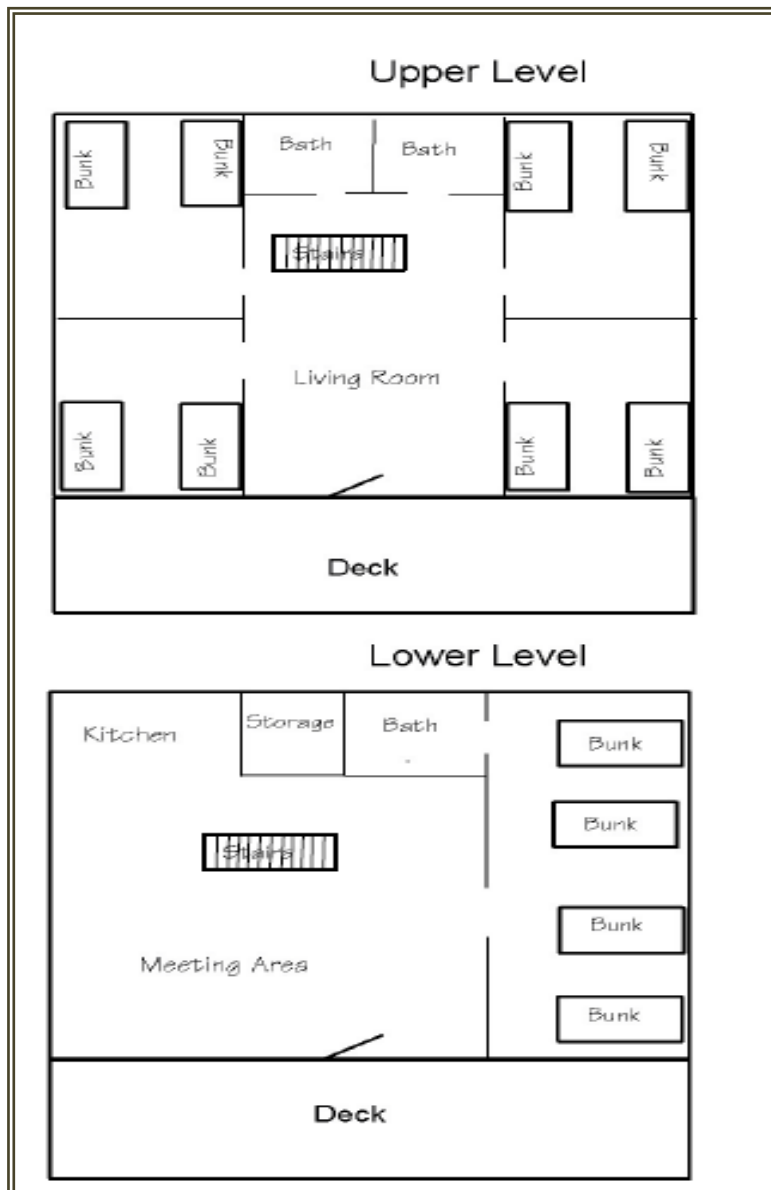 Upper Level
Bunk Bunk Bath Bath Bunk Bunk
Stairs
Living Room
Bunk Bunk Bunk Bunk
Deck
Lower Level
Kitchen Storage Bath Bunk
Bunk
Stairs
Bunk
Meeting Area
Bunk
Deck